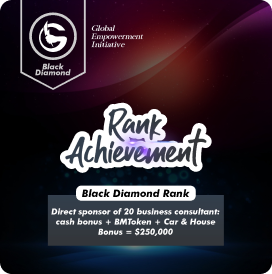 Black
Diamond
Global
Empowerment
Initiative
Rank
Achievement
Black Diamond Rank
Direct sponsor of 20 business consultant:
cash bonus + BMToken + Car & House
Bonus = $250,000